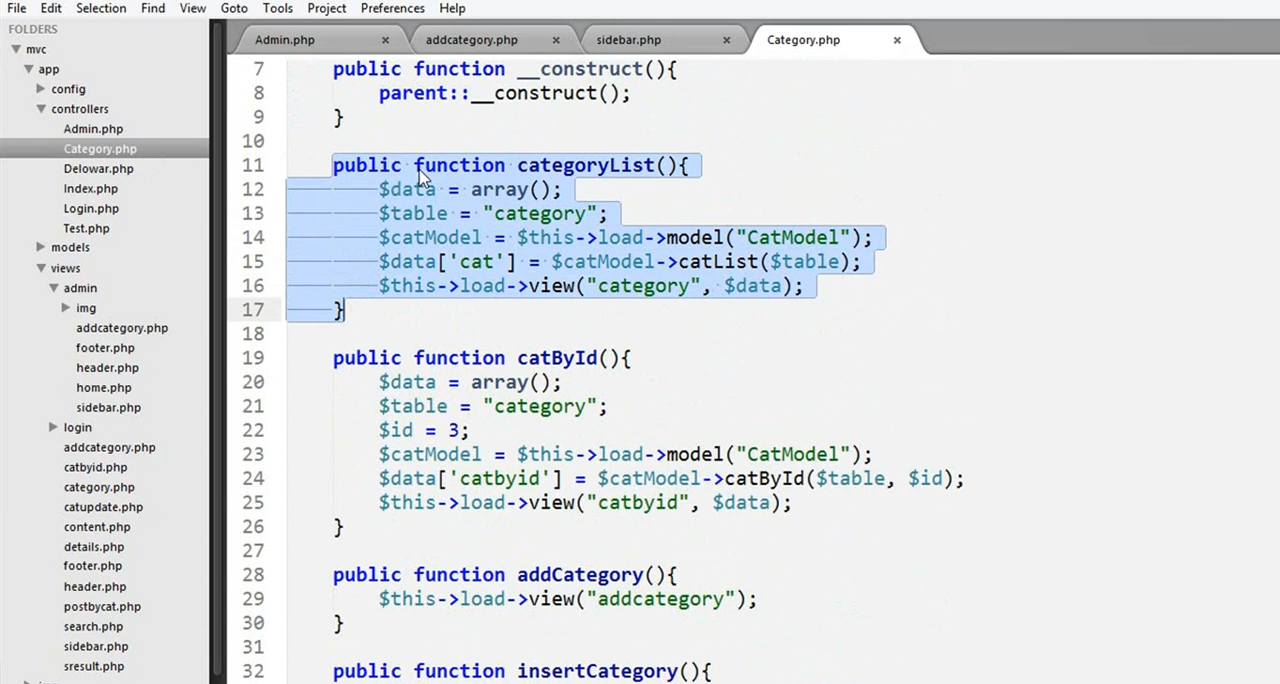 File Edit Selection Find View Goto Tools Project Preferences Help
FOLDERS
mvc
app
config
controllers
Admin.php
Category.php
Delowar.php
Index.php
Login.php
Test.php
models
views
admin
img
addcategory.php
footer.php
header.php
home.php
sidebar.php
login
addcategory.php
catbyid.php
category.php
catupdate.php
content.php
details.php
footer.php
header.php
postbycat.php
search.php
sidebar.php
sresult.php
Admin.php × addcategory.php × sidebar.php × Category.php ×
7 public function __construct(){
8 parent::__construct();
9 }
10
11 public function categoryList(){
12 $data = array();
13 $table = "category";
14 $catModel = $this->load->model("CatModel");
15 $data['cat'] = $catModel->catList($table);
16 $this->load->view("category", $data);
17 }
18
19 public function catById(){
20 $data = array();
21 $table = "category";
22 $id = 3;
23 $catModel = $this->load->model("CatModel");
24 $data['catbyid'] = $catModel->catById($table, $id);
25 $this->load->view("catbyid", $data);
26 }
27
28 public function addCategory(){
29 $this->load->view("addcategory");
30 }
31
32 public function insertCategory(){